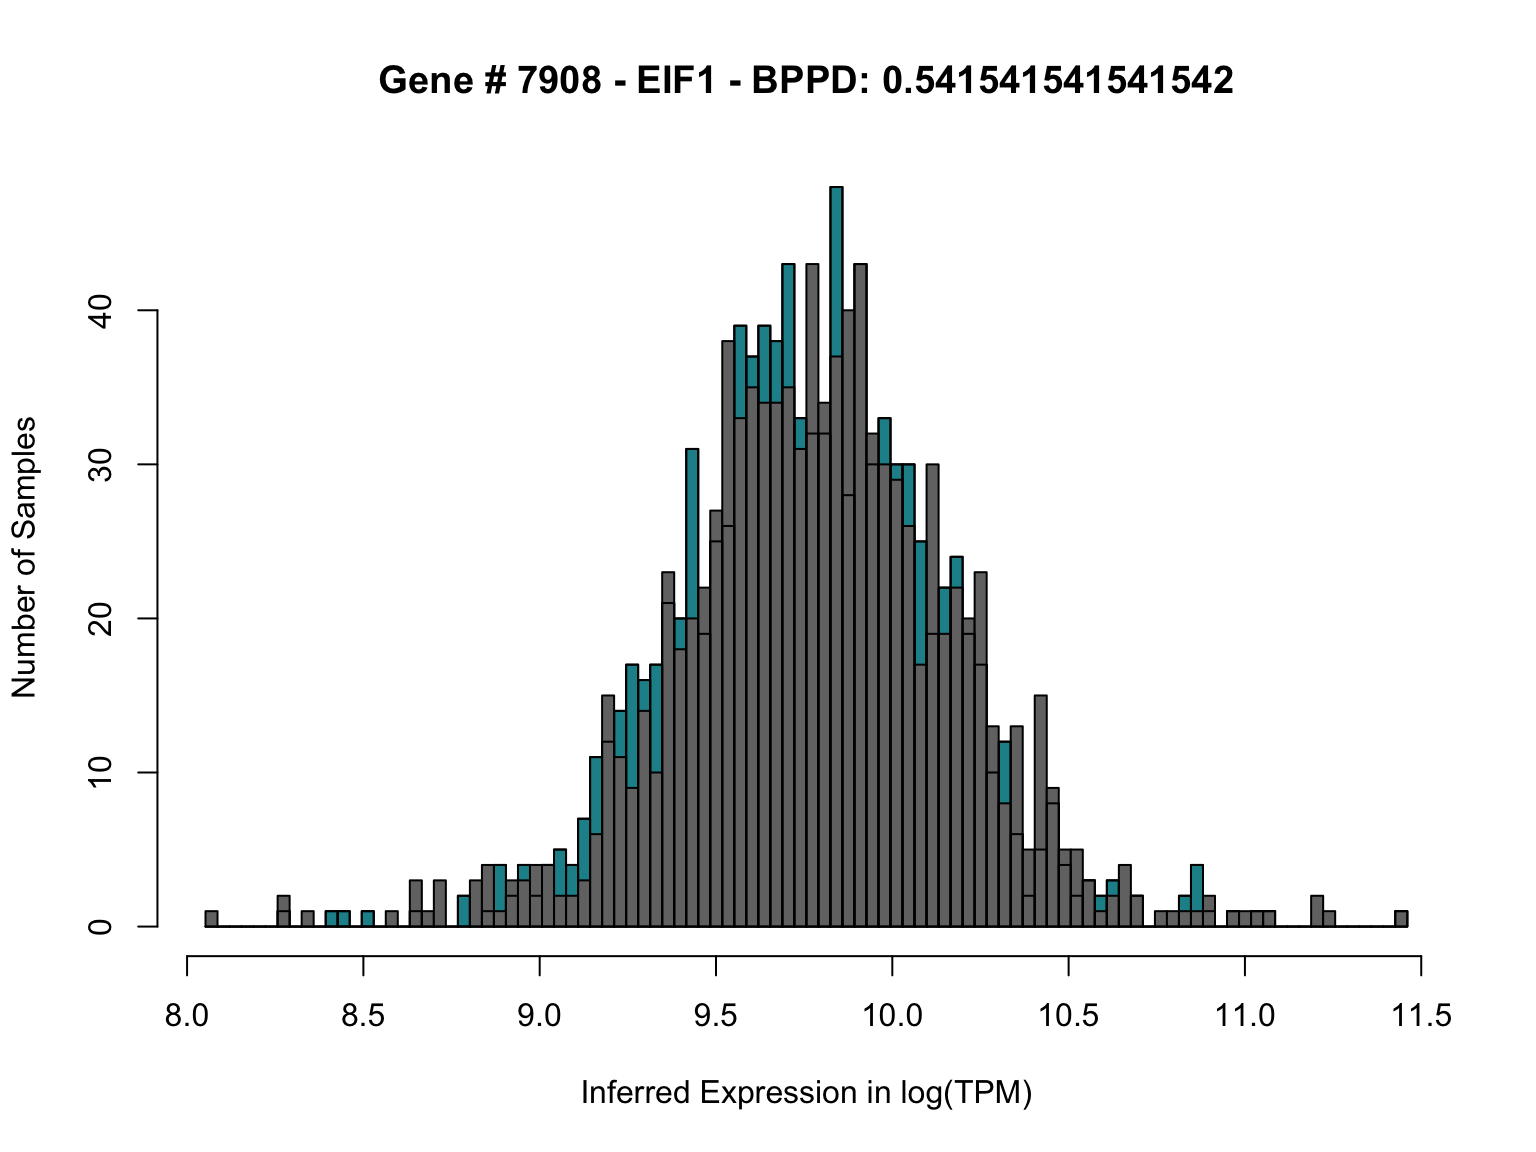 Gene # 7908 - EIF1 - BPPD: 0.541541541541542
Number of Samples
40
30
20
10
0
8.0 8.5 9.0 9.5 10.0 10.5 11.0 11.5
Inferred Expression in log(TPM)